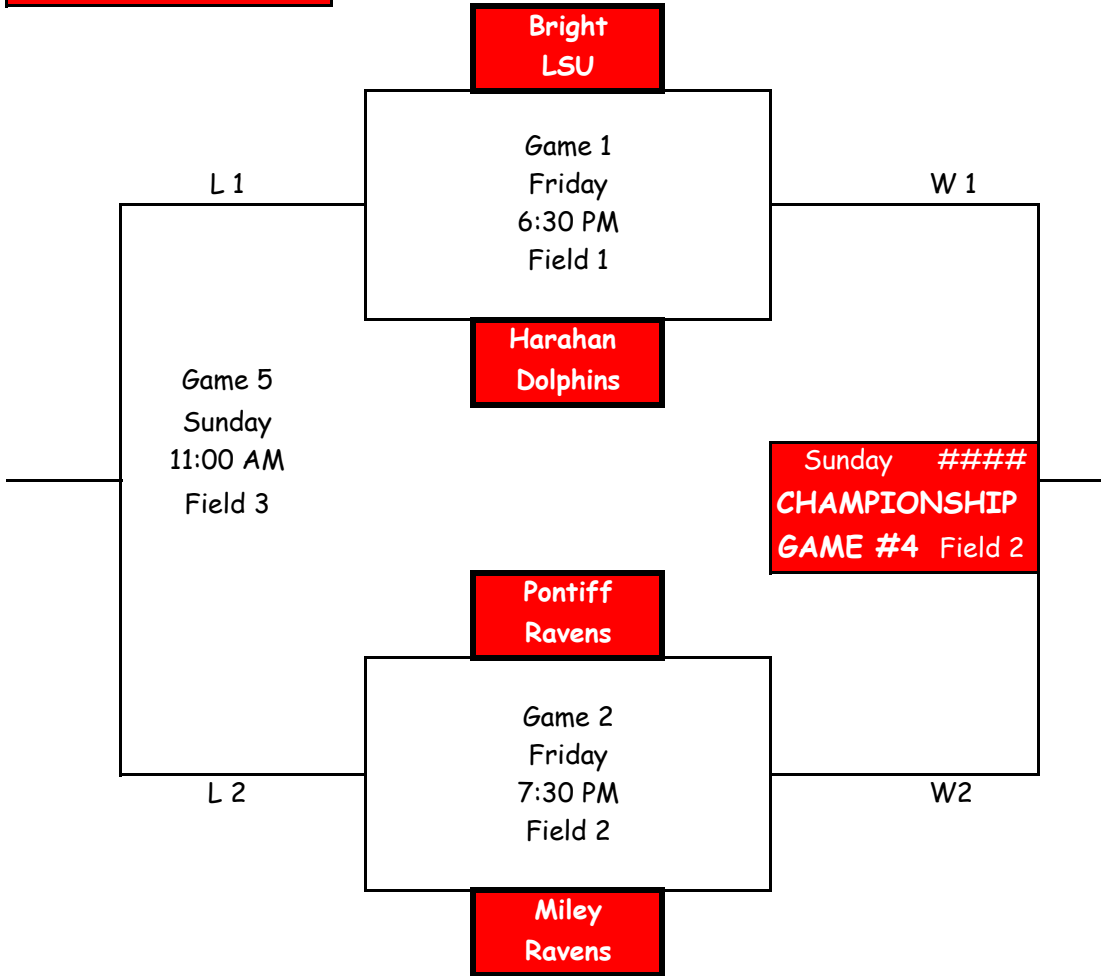 Bright
LSU
Game 1
Friday
6:30 PM
Field 1
L 1
W 1
Harahan
Dolphins
Game 5
Sunday
11:00 AM
Field 3
Sunday ####
CHAMPIONSHIP
GAME #4 Field 2
Pontiff
Ravens
Game 2
Friday
7:30 PM
Field 2
L 2
W2
Miley
Ravens